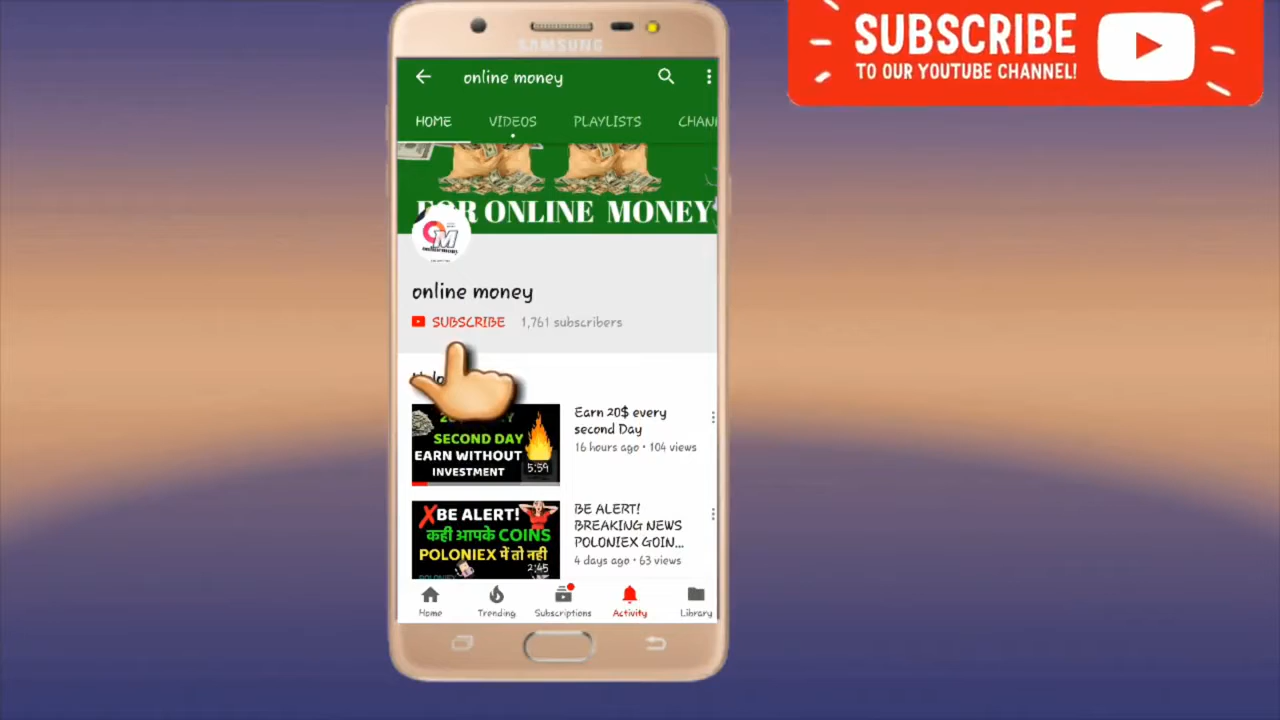 SUBSCRIBE
TO OUR YOUTUBE CHANNEL!
SAMSUNG
online money
HOME VIDEOS PLAYLISTS CHAN
FOR ONLINE MONEY
OM
online money
SUBSCRIBE 1,761 subscribers
SECOND DAY
EARN WITHOUT
INVESTMENT
5:59
Earn 20$ every
second Day
16 hours ago • 104 views
BE ALERT!
कही आपके COINS
POLONIEX में तो नही
2:45
BE ALERT!
BREAKING NEWS
POLONIEX GOIN...
4 days ago • 63 views
Home Trending Subscriptions Activity Library